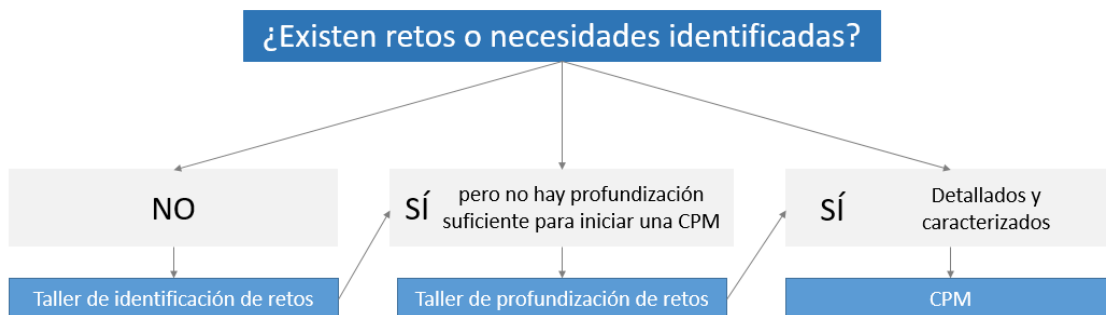 ¿Existen retos o necesidades identificadas?
NO
SÍ
pero no hay profundización
suficiente para iniciar una CPM
SÍ
Detallados y
caracterizados
Taller de identificación de retos
Taller de profundización de retos
CPM